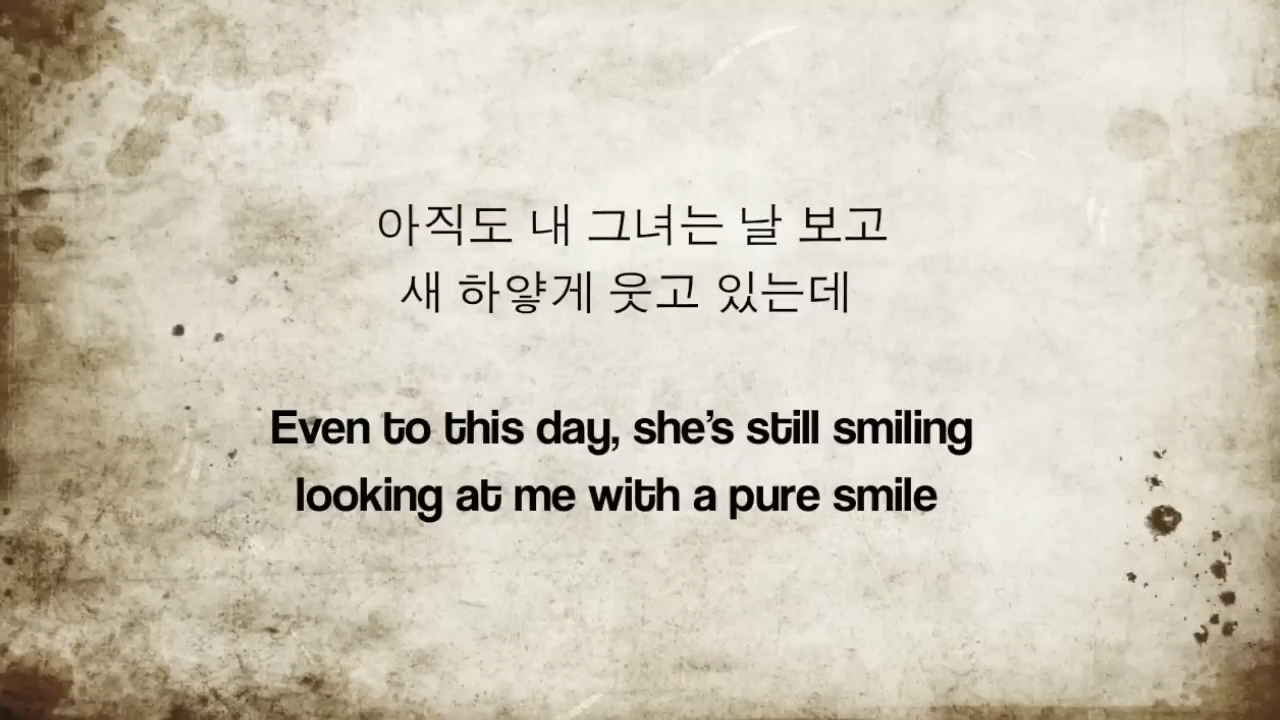 아직도 내 그녀는 날 보고
새 하얗게 웃고 있는데
Even to this day, she's still smiling
looking at me with a pure smile